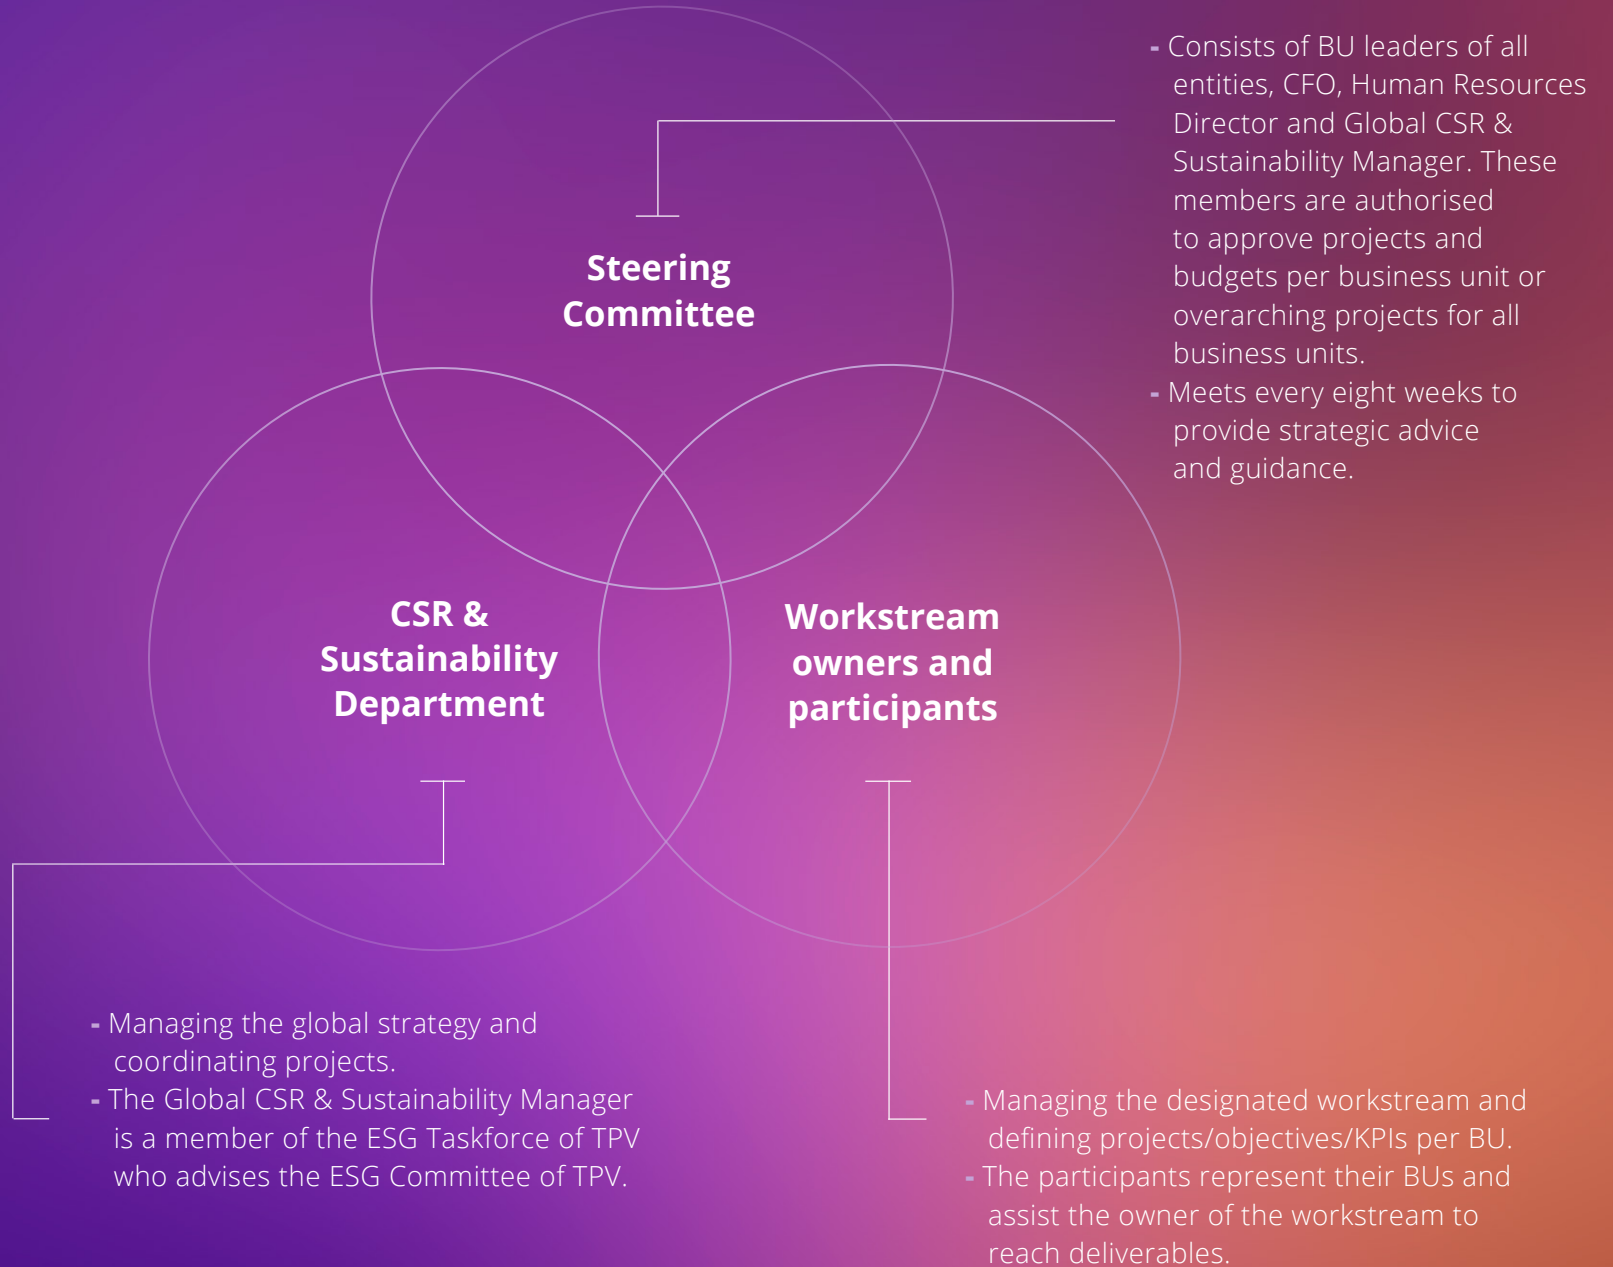 - Consists of BU leaders of all
entities, CFO, Human Resources
Director and Global CSR &
Sustainability Manager. These
members are authorised
to approve projects and
budgets per business unit or
overarching projects for all
business units.
- Meets every eight weeks to
provide strategic advice
and guidance.
Steering
Committee
CSR &
Sustainability
Department
Workstream
owners and
participants
- Managing the global strategy and
coordinating projects.
- The Global CSR & Sustainability Manager
is a member of the ESG Taskforce of TPV
who advises the ESG Committee of TPV.
- Managing the designated workstream and
defining projects/objectives/KPIs per BU.
- The participants represent their BUs and
assist the owner of the workstream to
reach deliverables.